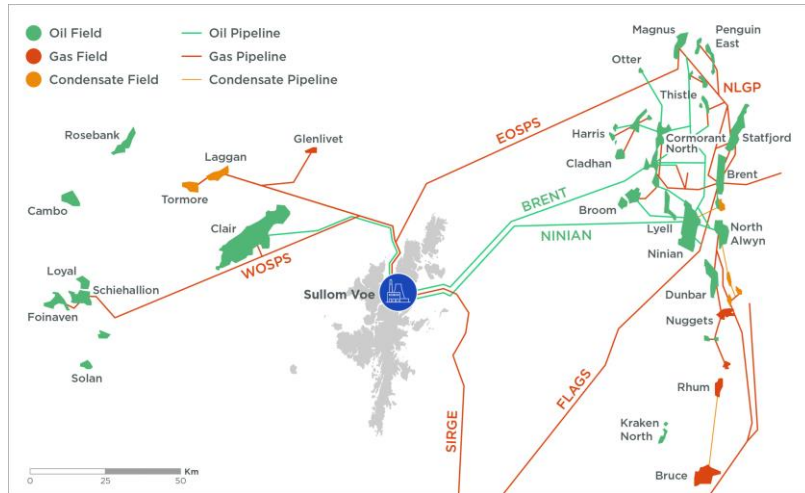 Oil Field
Oil Pipeline
Gas Field
Gas Pipeline
Condensate Field
Condensate Pipeline
Magnus
Penguin
East
Otter
Thistle
NLGP
EOSPS
Harris
Cormorant
North
Statfjord
Cladhan
Brent
Rosebank
Glenlivet
Laggan
Tormore
Cambo
Clair
BRENT
Broom
NINIAN
Lyell
North
Alwyn
Ninian
WOSPS
Loyal
Schiehallion
Foinaven
Sullom Voe
Dunbar
Nuggets
Solan
FLAGS
Rhum
SIRGE
Kraken
North
Bruce
Km
0
25
50